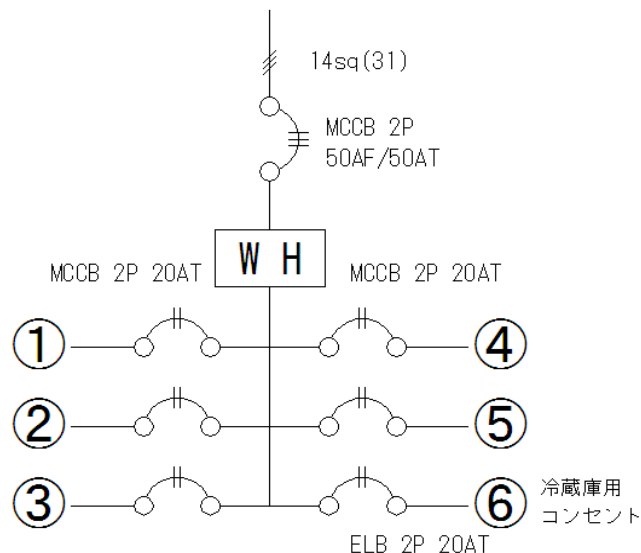 14sq(31)
MCCB 2P
50AF/50AT
WH
MCCB 2P 20AT
MCCB 2P 20AT
①
④
②
⑤
③
⑥
冷蔵庫用
コンセント
ELB 2P 20AT